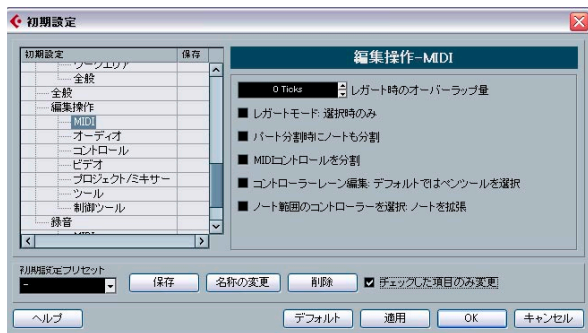 初期設定
初期設定 保存
ワークエリア
全般
全般
編集操作
MIDI
オーディオ
コントロール
ビデオ
プロジェクト/ミキサー
ツール
制御ツール
録音
MIDI
編集操作-MIDI
0 Ticks レガート時のオーバーラップ量
レガートモード: 選択時のみ
パート分割時にノートも分割
MIDIコントロールを分割
コントローラーレーン編集: デフォルトではペンツールを選択
ノート範囲のコントローラーを選択: ノートを拡張
初期設定プリセット
- 保存 名称の変更 削除 チェックした項目のみ変更
ヘルプ デフォルト 適用 OK キャンセル